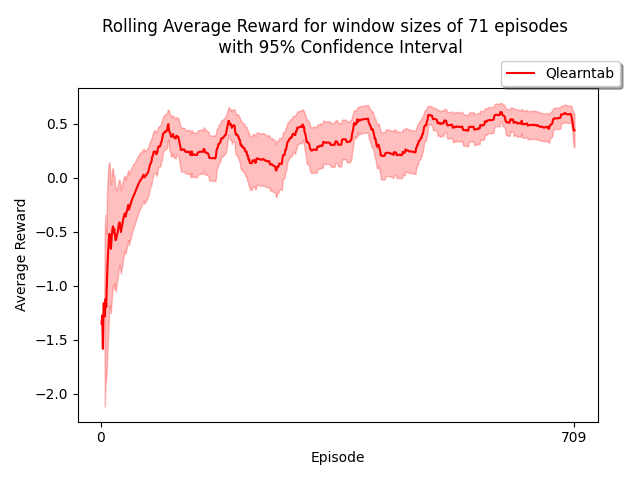 Rolling Average Reward for window sizes of 71 episodes
with 95% Confidence Interval
Qlearntab
0.5
0.0
−0.5
−1.0
−1.5
−2.0
Average Reward
0
709
Episode